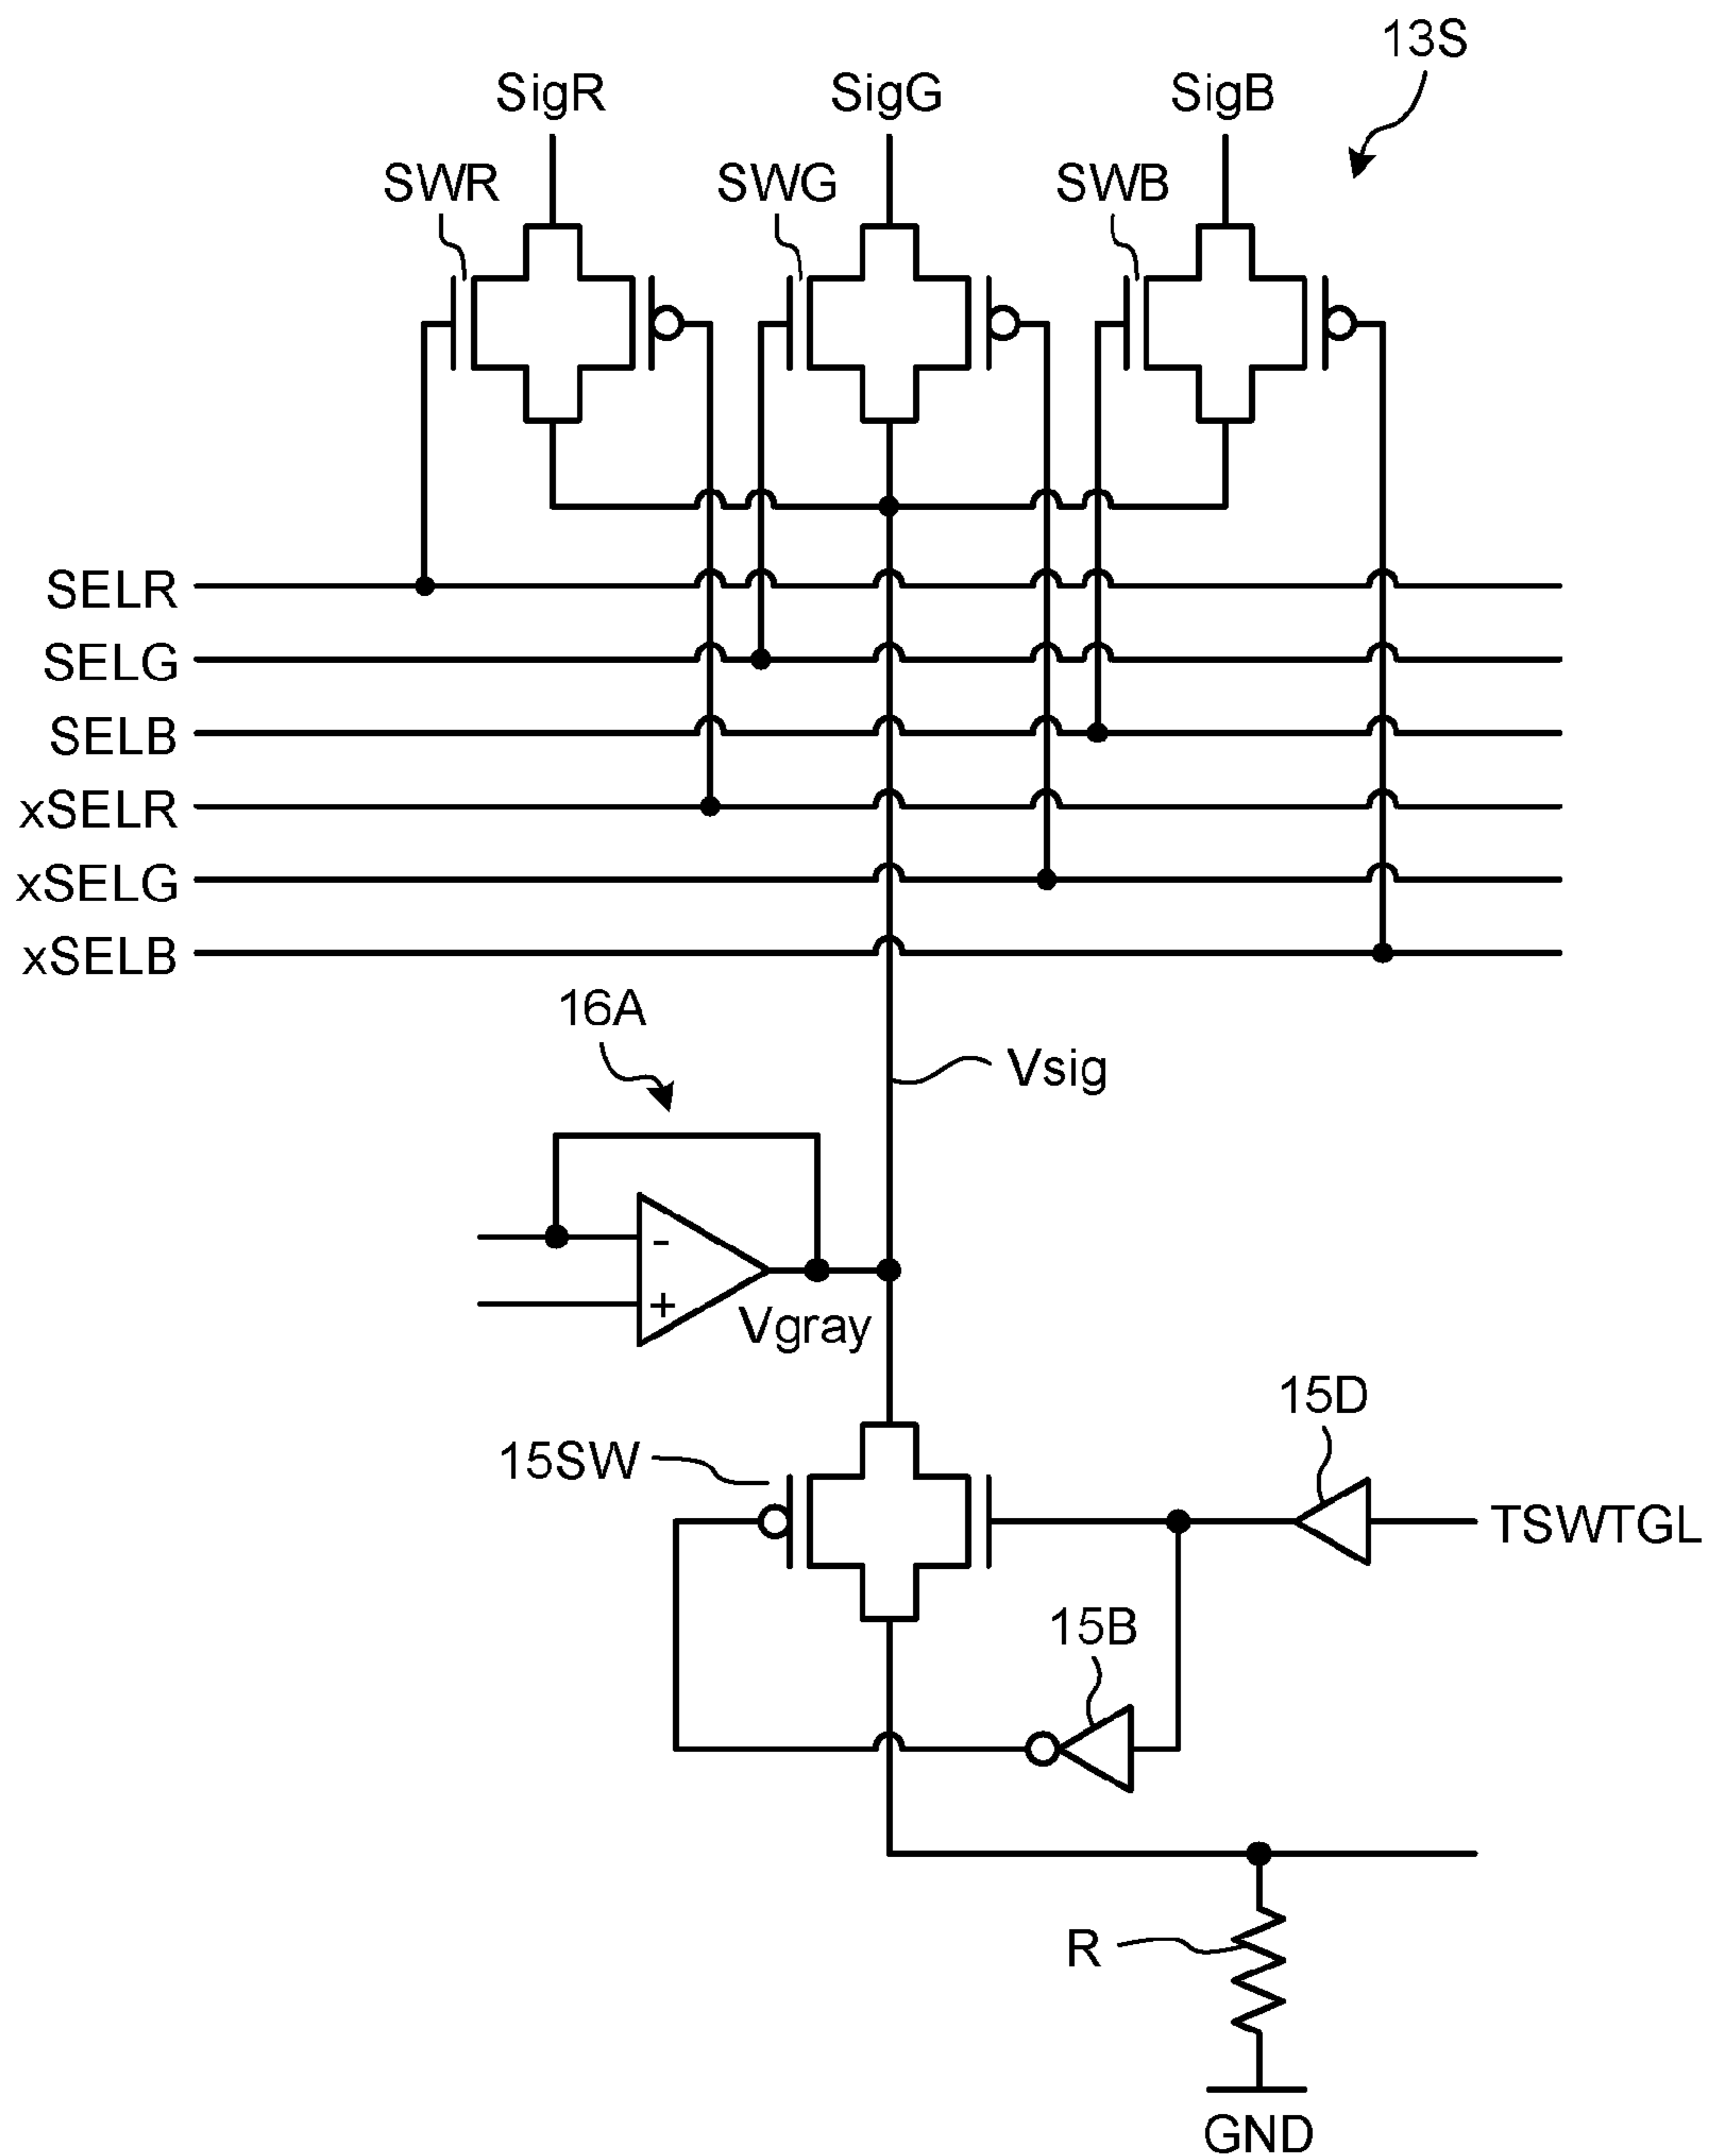 13S
SigR
SigG
SigB
SWR
SWG
SWB
SELR
SELG
SELB
xSELR
xSELG
xSELB
16A
Vsig
-
+
Vgray
15D
15SW
TSWTGL
15B
R
GND